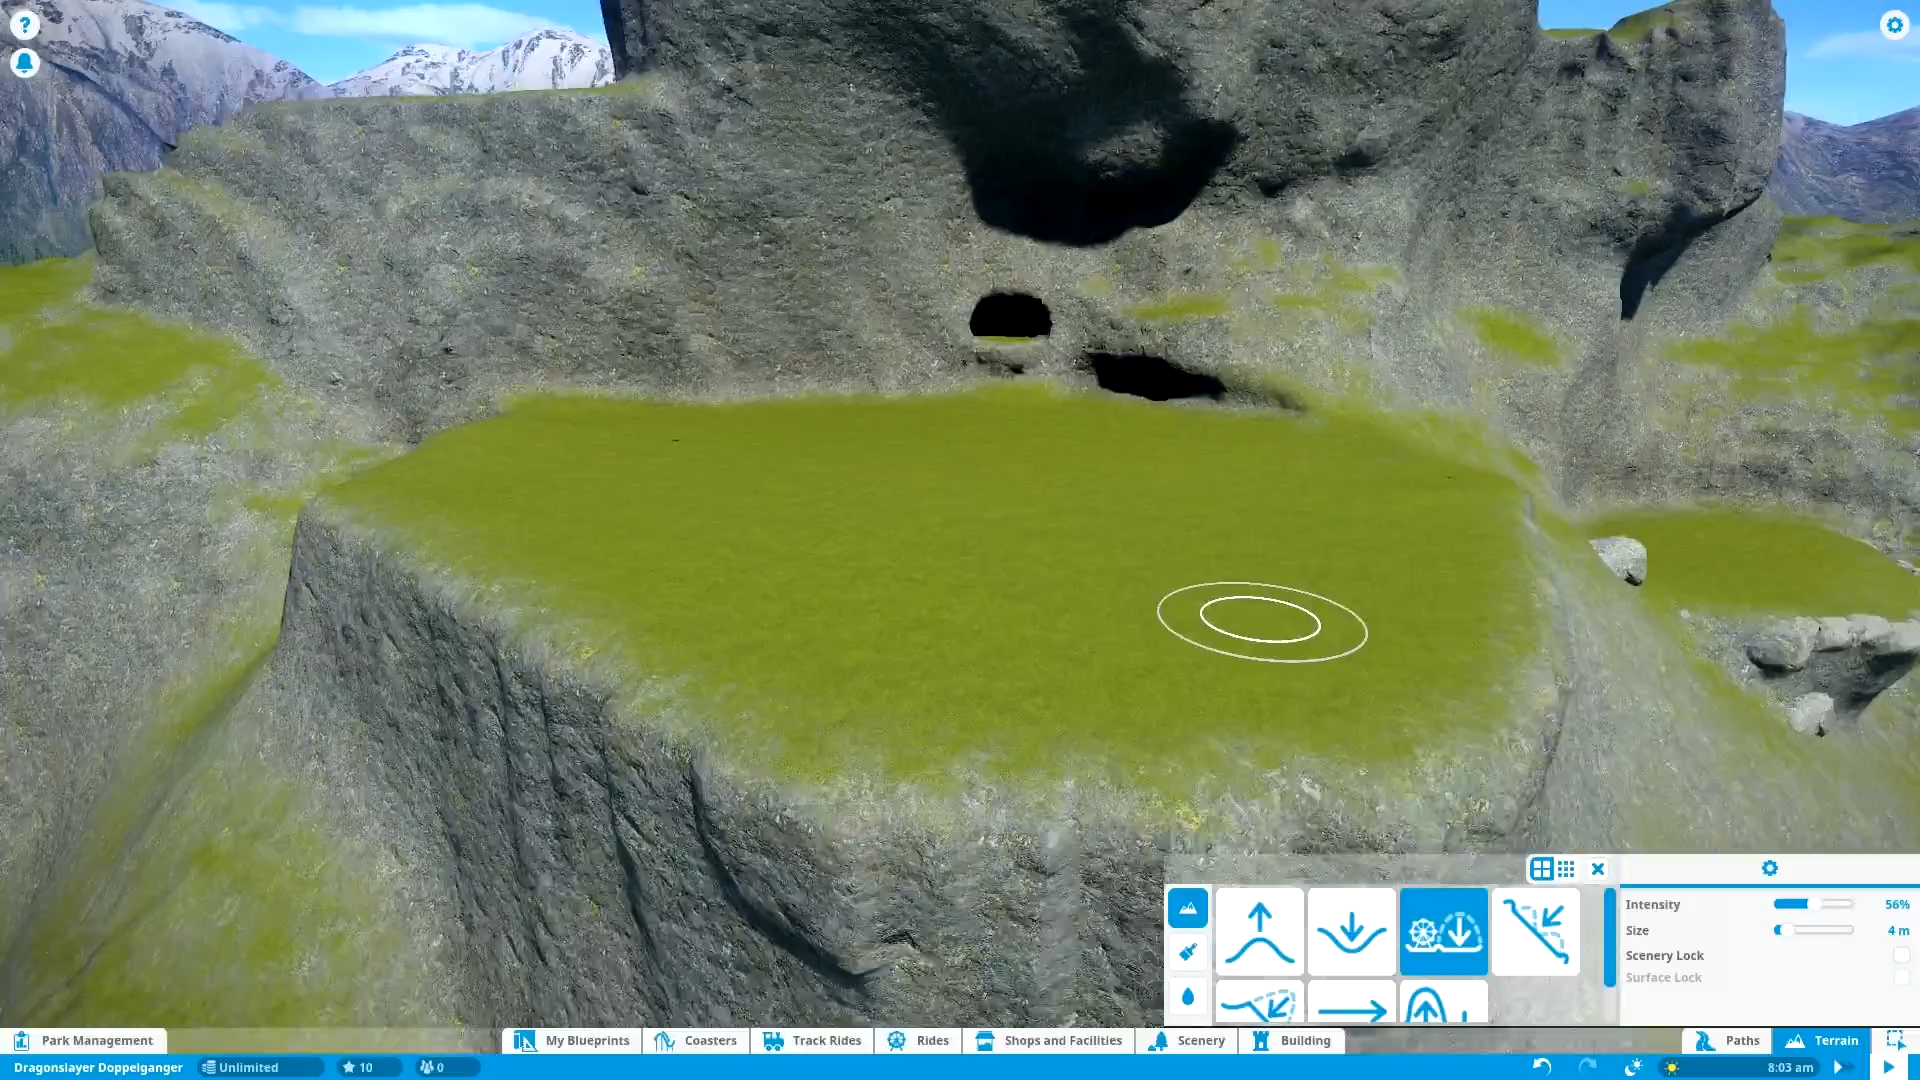 ?
Intensity 56%
Size 4 m
Scenery Lock
Surface Lock
Park Management
My Blueprints
Coasters
Track Rides
Rides
Shops and Facilities
Scenery
Building
Paths
Terrain
Dragonslayer Doppelganger
Unlimited
10
0
8:03 am